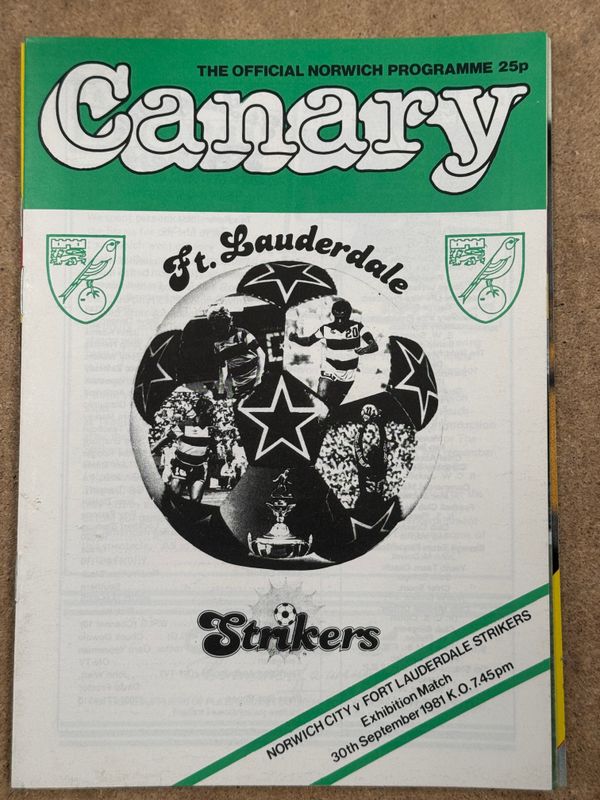 THE OFFICIAL NORWICH PROGRAMME 25p
Canary
Ft. Lauderdale
20
Strikers
NORWICH CITY v FORT LAUDERDALE STRIKERS
Exhibition Match
30th September 1981 K.O. 7.45pm